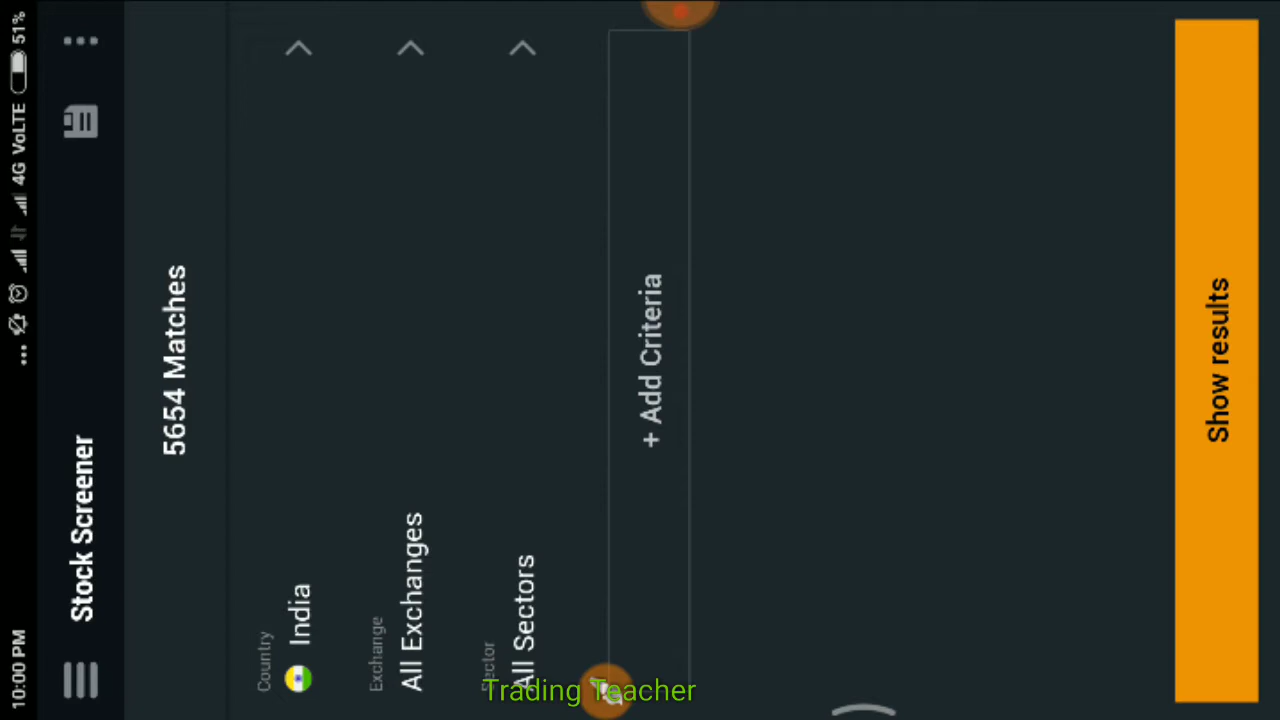 10:00 PM
... 4G VoLTE 51%
Stock Screener
5654 Matches
Country
India
Exchange
All Exchanges
Sector
All Sectors
+ Add Criteria
Show results
Trading Teacher